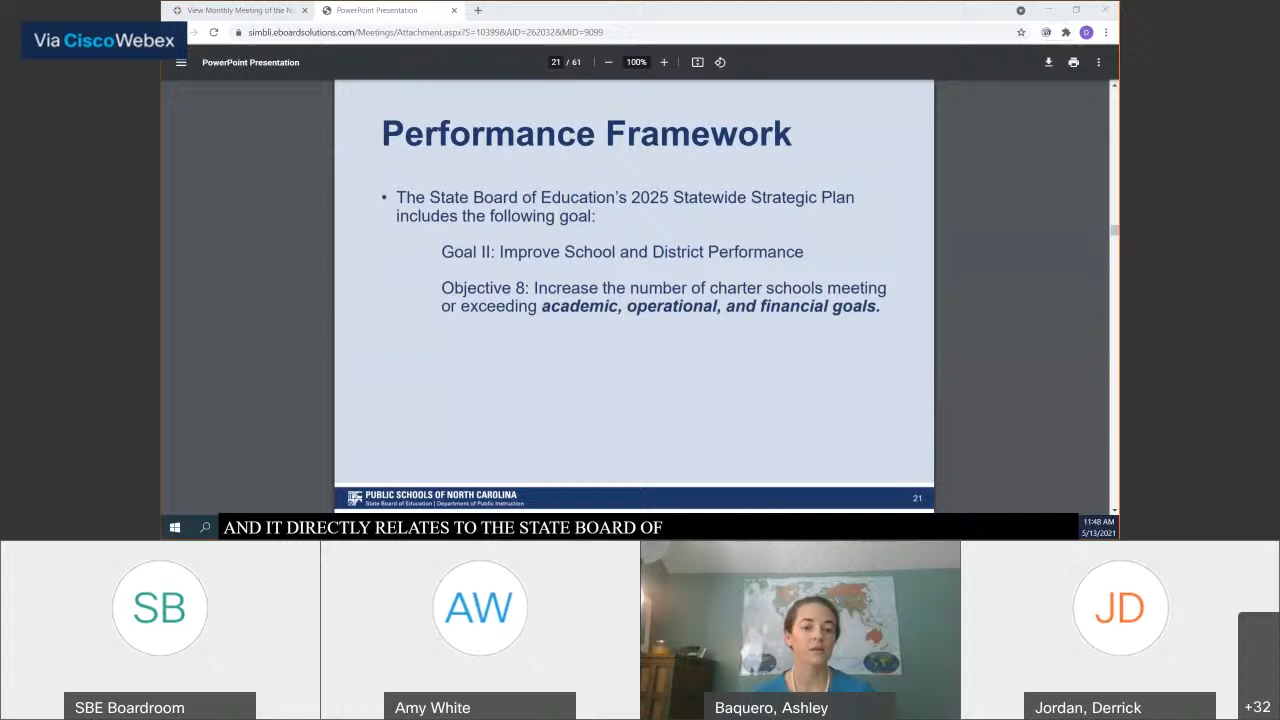 View Monthly Meeting of the N
PowerPoint Presentation
Via Cisco Webex
simbli.eboardsolutions.com/Meetings/Attachment.aspx?S=10399&AID=262032&MID=9099
D
PowerPoint Presentation
21 / 61
100%
Performance Framework
• The State Board of Education’s 2025 Statewide Strategic Plan
includes the following goal:
Goal II: Improve School and District Performance
Objective 8: Increase the number of charter schools meeting
or exceeding academic, operational, and financial goals.
PUBLIC SCHOOLS OF NORTH CAROLINA
State Board of Education | Department of Public Instruction
21
AND IT DIRECTLY RELATES TO THE STATE BOARD OF
11:48 AM
5/13/2021
SB
AW
JD
SBE Boardroom
Amy White
Baquero, Ashley
Jordan, Derrick
+32